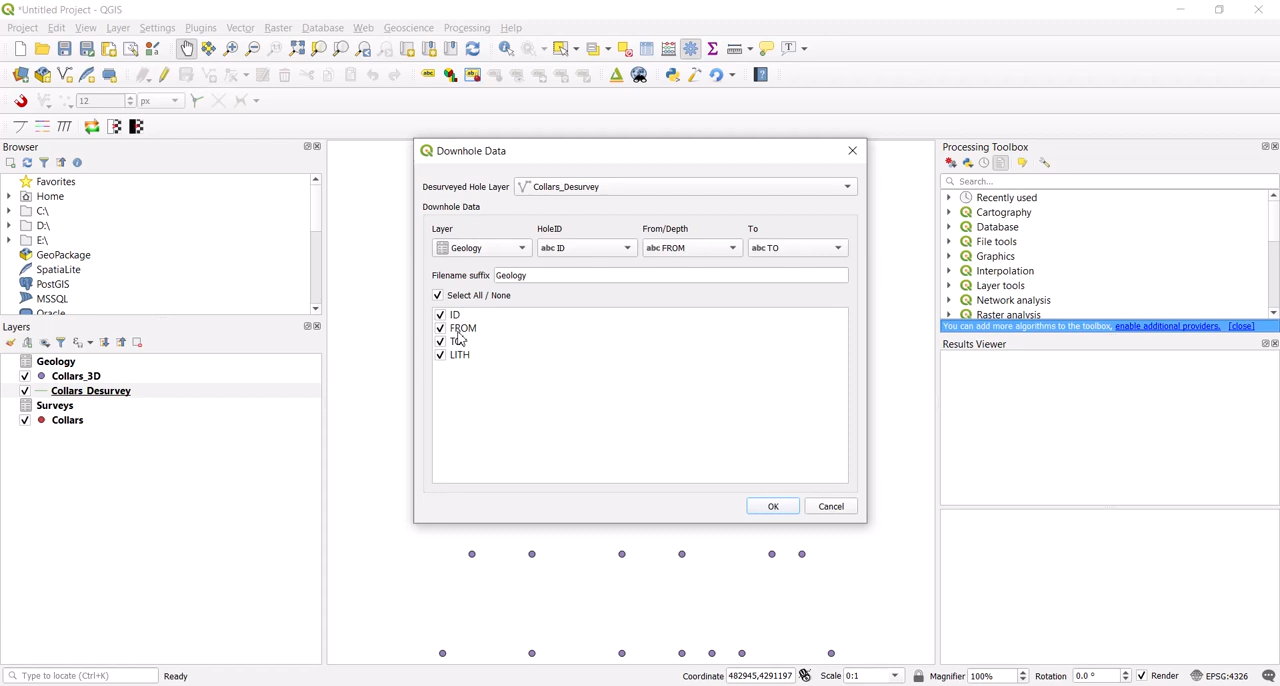 *Untitled Project - QGIS
Project Edit View Layer Settings Plugins Vector Raster Database Web Geoscience Processing Help
12 px
Browser
Favorites
Home
C:\
D:\
E:\
GeoPackage
SpatiaLite
PostGIS
MSSQL
Oracle
Layers
Geology
Collars_3D
Collars_Desurvey
Surveys
Collars
Downhole Data
Desurveyed Hole Layer Collars_Desurvey
Downhole Data
Layer HoleID From/Depth To
Geology abc ID abc FROM abc TO
Filename suffix Geology
Select All / None
ID
FROM
TO
LITH
OK Cancel
Processing Toolbox
Search...
Recently used
Cartography
Database
File tools
Graphics
Interpolation
Layer tools
Network analysis
Raster analysis
You can add more algorithms to the toolbox, enable additional providers. [close]
Results Viewer
Type to locate (Ctrl+K) Ready Coordinate 482945,4291197 Scale 0:1 Magnifier 100% Rotation 0.0 ° Render EPSG:4326